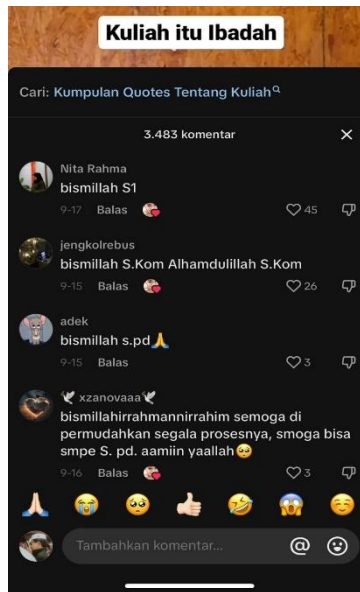 Kuliah itu Ibadah
Cari: Kumpulan Quotes Tentang Kuliah
3.483 komentar
Nita Rahma
bismillah S1
9-17 Balas
45
jengkolrebus
bismillah S.Kom Alhamdulillah S.Kom
9-15 Balas
26
adek
bismillah s.pd🙏
9-15 Balas
3
🕊 xzanovaaa🕊
bismillahirrahmannirrahim semoga di
permudahkan segala prosesnya, smoga bisa
smpe S. pd. aamiin yaallah🥺
9-16 Balas
3
Tambahkan komentar... @